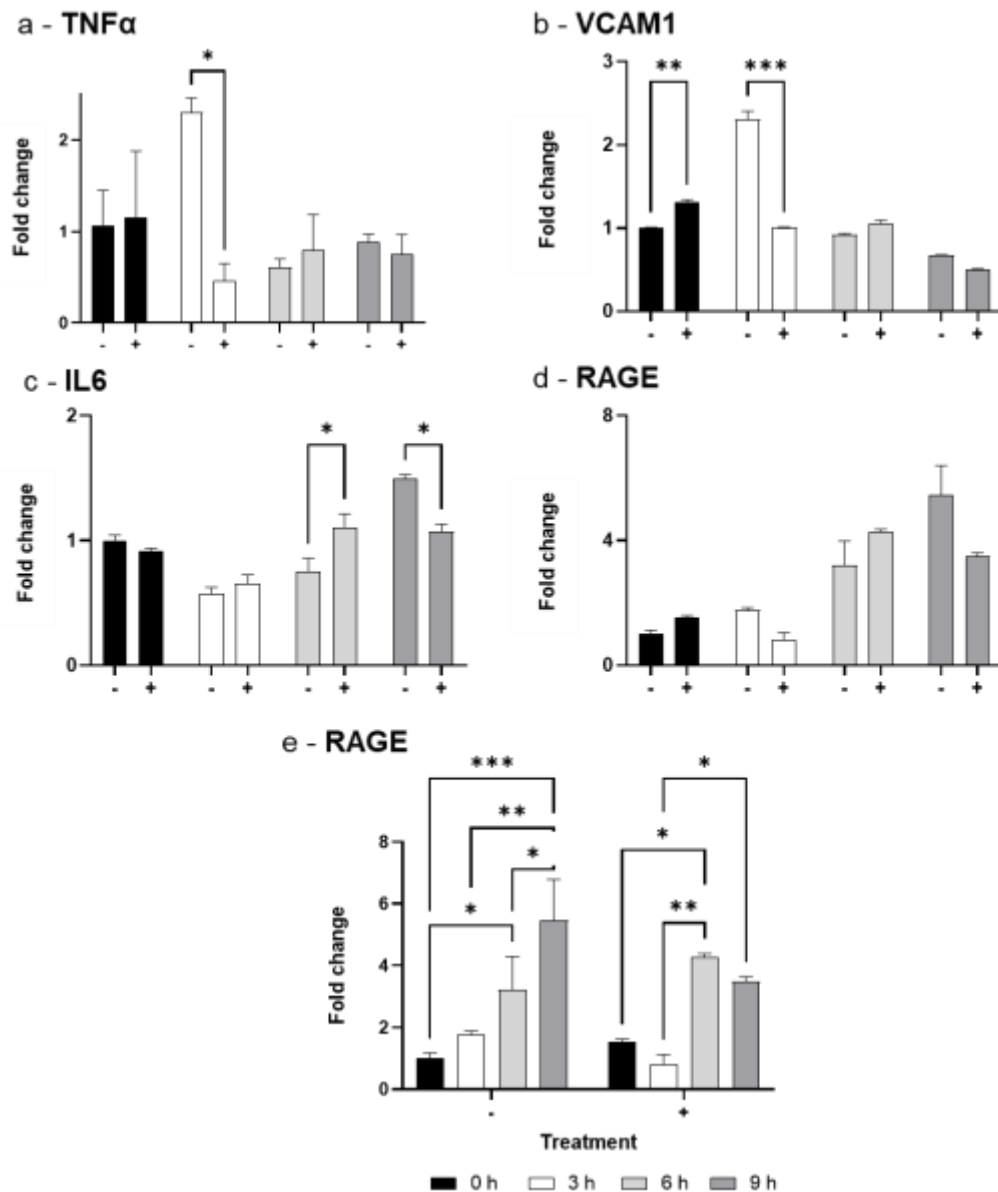 a - TNFα
*
Fold change
2
1
0
- + - + - + - +
b - VCAM1
** ***
Fold change
3
2
1
0
- + - + - + - +
c - IL6
* *
Fold change
2
1
0
- + - + - + - +
d - RAGE
Fold change
8
4
0
- + - + - + - +
e - RAGE
***
**
*
*
*
*
**
Fold change
8
6
4
2
0
- +
Treatment
0 h 3 h 6 h 9 h